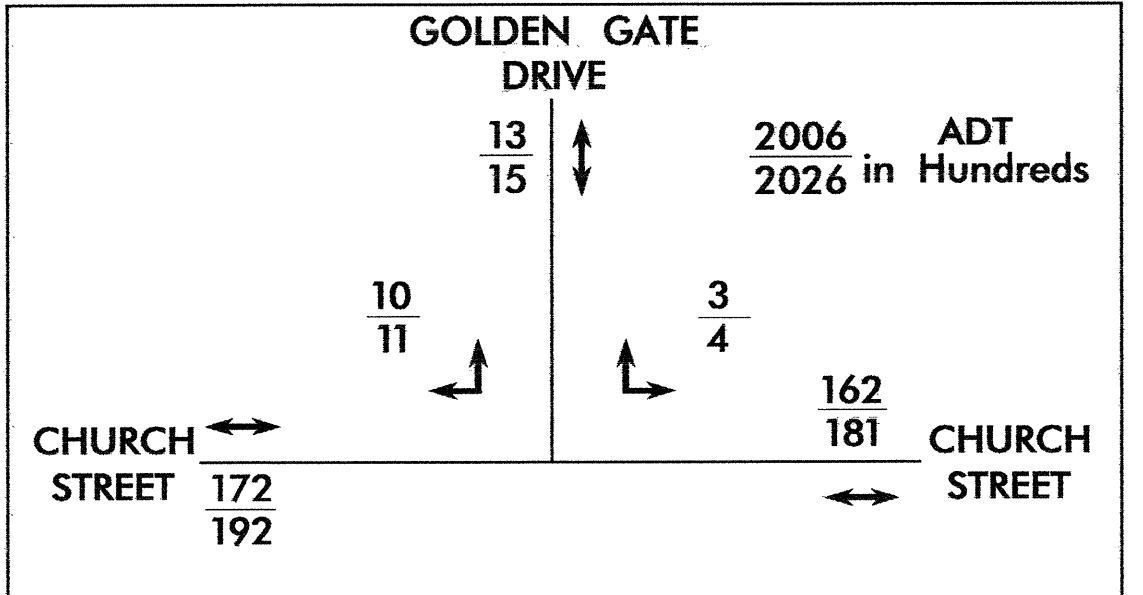 GOLDEN GATE
DRIVE
13
15
2006
2026
ADT
in Hundreds
10
11
3
4
162
181
CHURCH
STREET
172
192
CHURCH
STREET